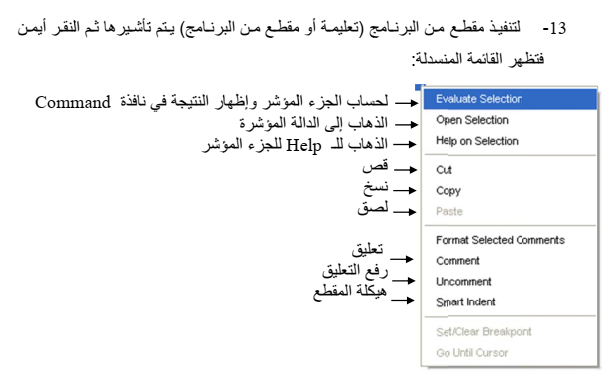 13- لتنفيذ مقطع من البرنامج (تعليمة أو مقطع من البرنامج) يتم تأشيرها ثم النقر أيمن
فتظهر القائمة المنسدلة:
لحساب الجزء المؤشر وإظهار النتيجة في نافذة Command
Evaluate Selection
الذهاب إلى الدالة المؤشرة
Open Selection
الذهاب للـ Help للجزء المؤشر
Help on Selection
قص
Cut
نسخ
Copy
لصق
Paste
Format Selected Comments
تعليق
Comment
رفع التعليق
Uncomment
هيكلة المقطع
Smart Indent
Set/Clear Breakpont
Go Until Cursor